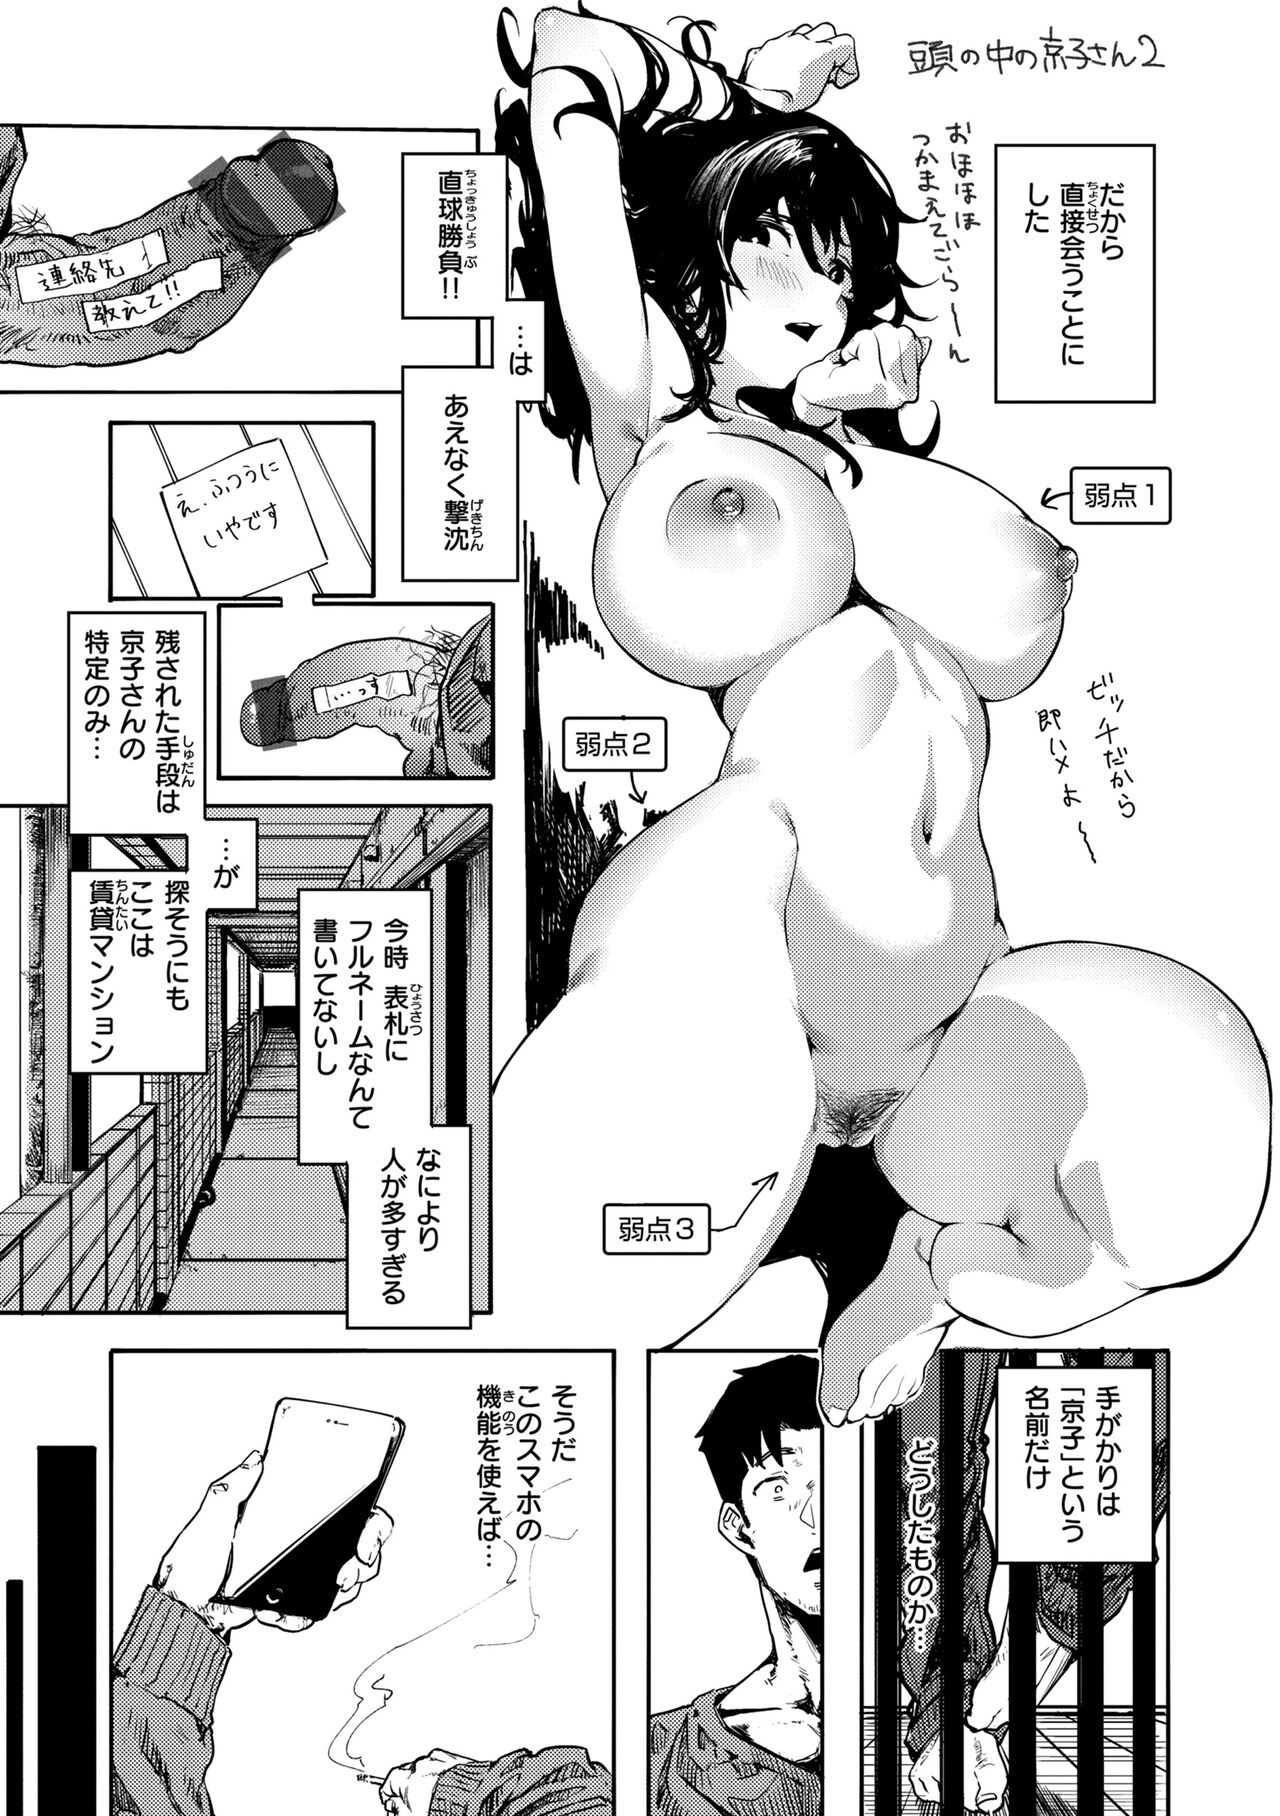 頭の中の京子さん2
だから
直接会うことに
した
おほほほ
つかまえてごら〜ん
弱点1
弱点2
弱点3
ビッチだから
即ハメよ〜
直球勝負!!
…は
あえなく撃沈
連絡先
教えて!!
え、ふつうに
いやです
…っす
残された手段は
京子さんの
特定のみ…
…が
探そうにも
ここは
賃貸マンション
今時 表札に
フルネームなんて
書いてないし
なにより
人が多すぎる
手がかりは
「京子」という
名前だけ
どうしたものか…
そうだ
このスマホの
機能を使えば…